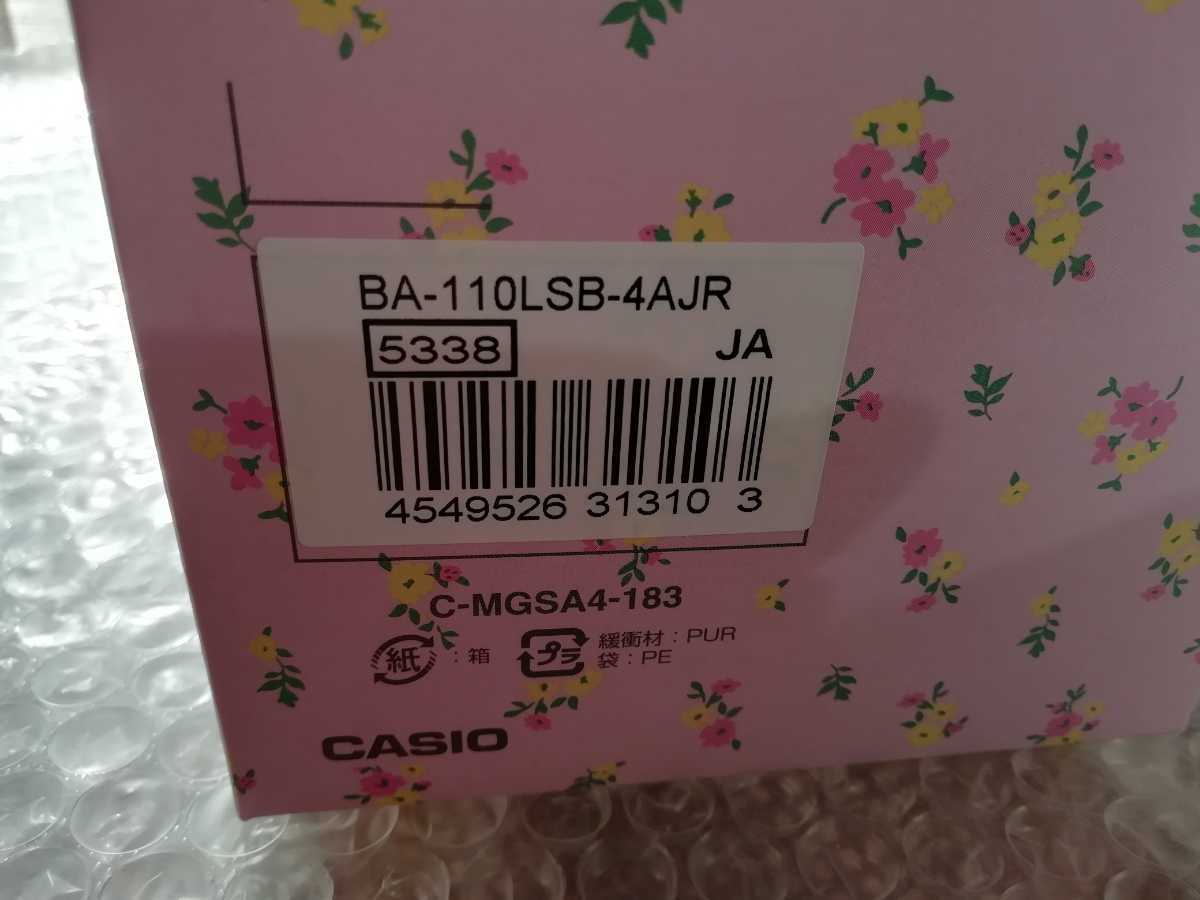 BA-110LSB-4AJR
5338 JA
4549526 31310 3
C-MGSA4-183
紙 : 箱 プラ 緩衝材 : PUR
袋 : PE
CASIO